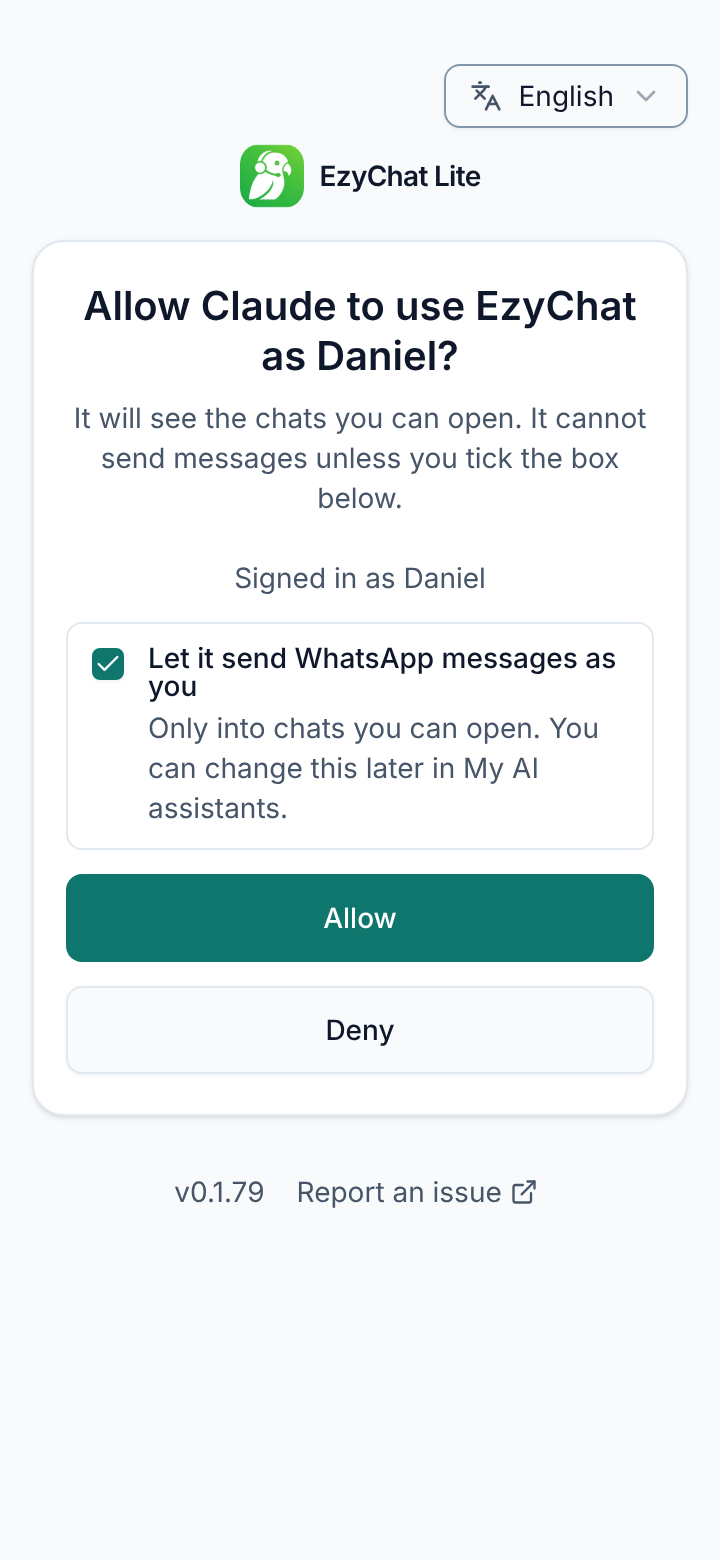 English
EzyChat Lite
Allow Claude to use EzyChat
as Daniel?
It will see the chats you can open. It cannot
send messages unless you tick the box
below.
Signed in as Daniel
Let it send WhatsApp messages as
you
Only into chats you can open. You
can change this later in My AI
assistants.
Allow
Deny
v0.1.79 Report an issue